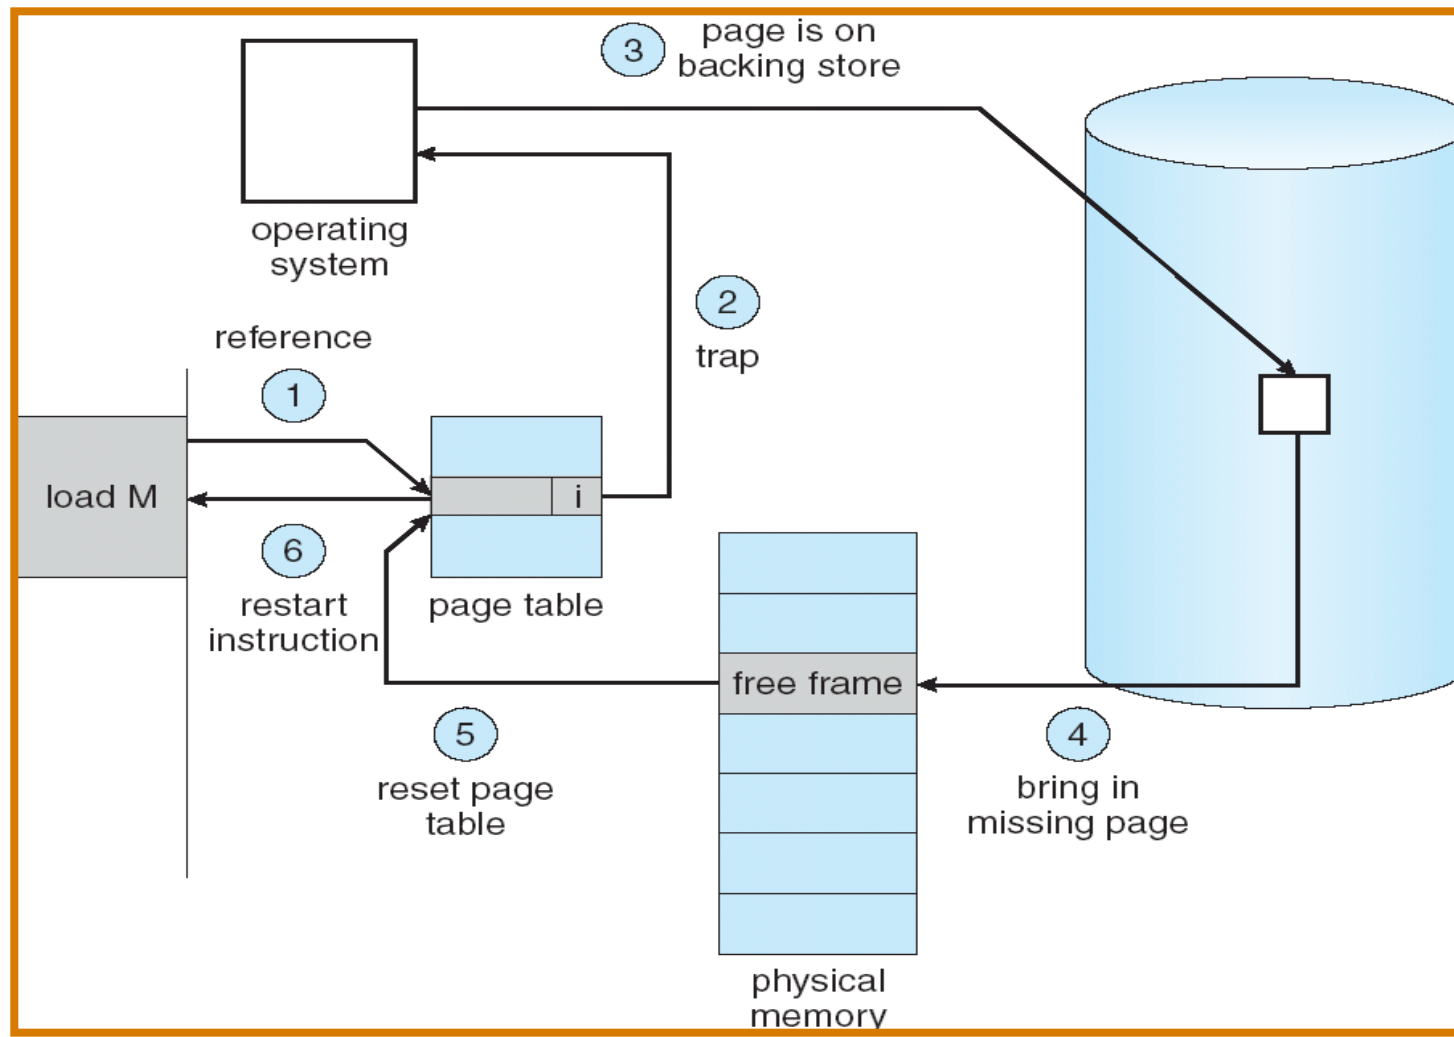 3
page is on
backing store
operating
system
2
trap
reference
1
load M
i
6
restart
instruction
page table
free frame
5
reset page
table
4
bring in
missing page
physical
memory